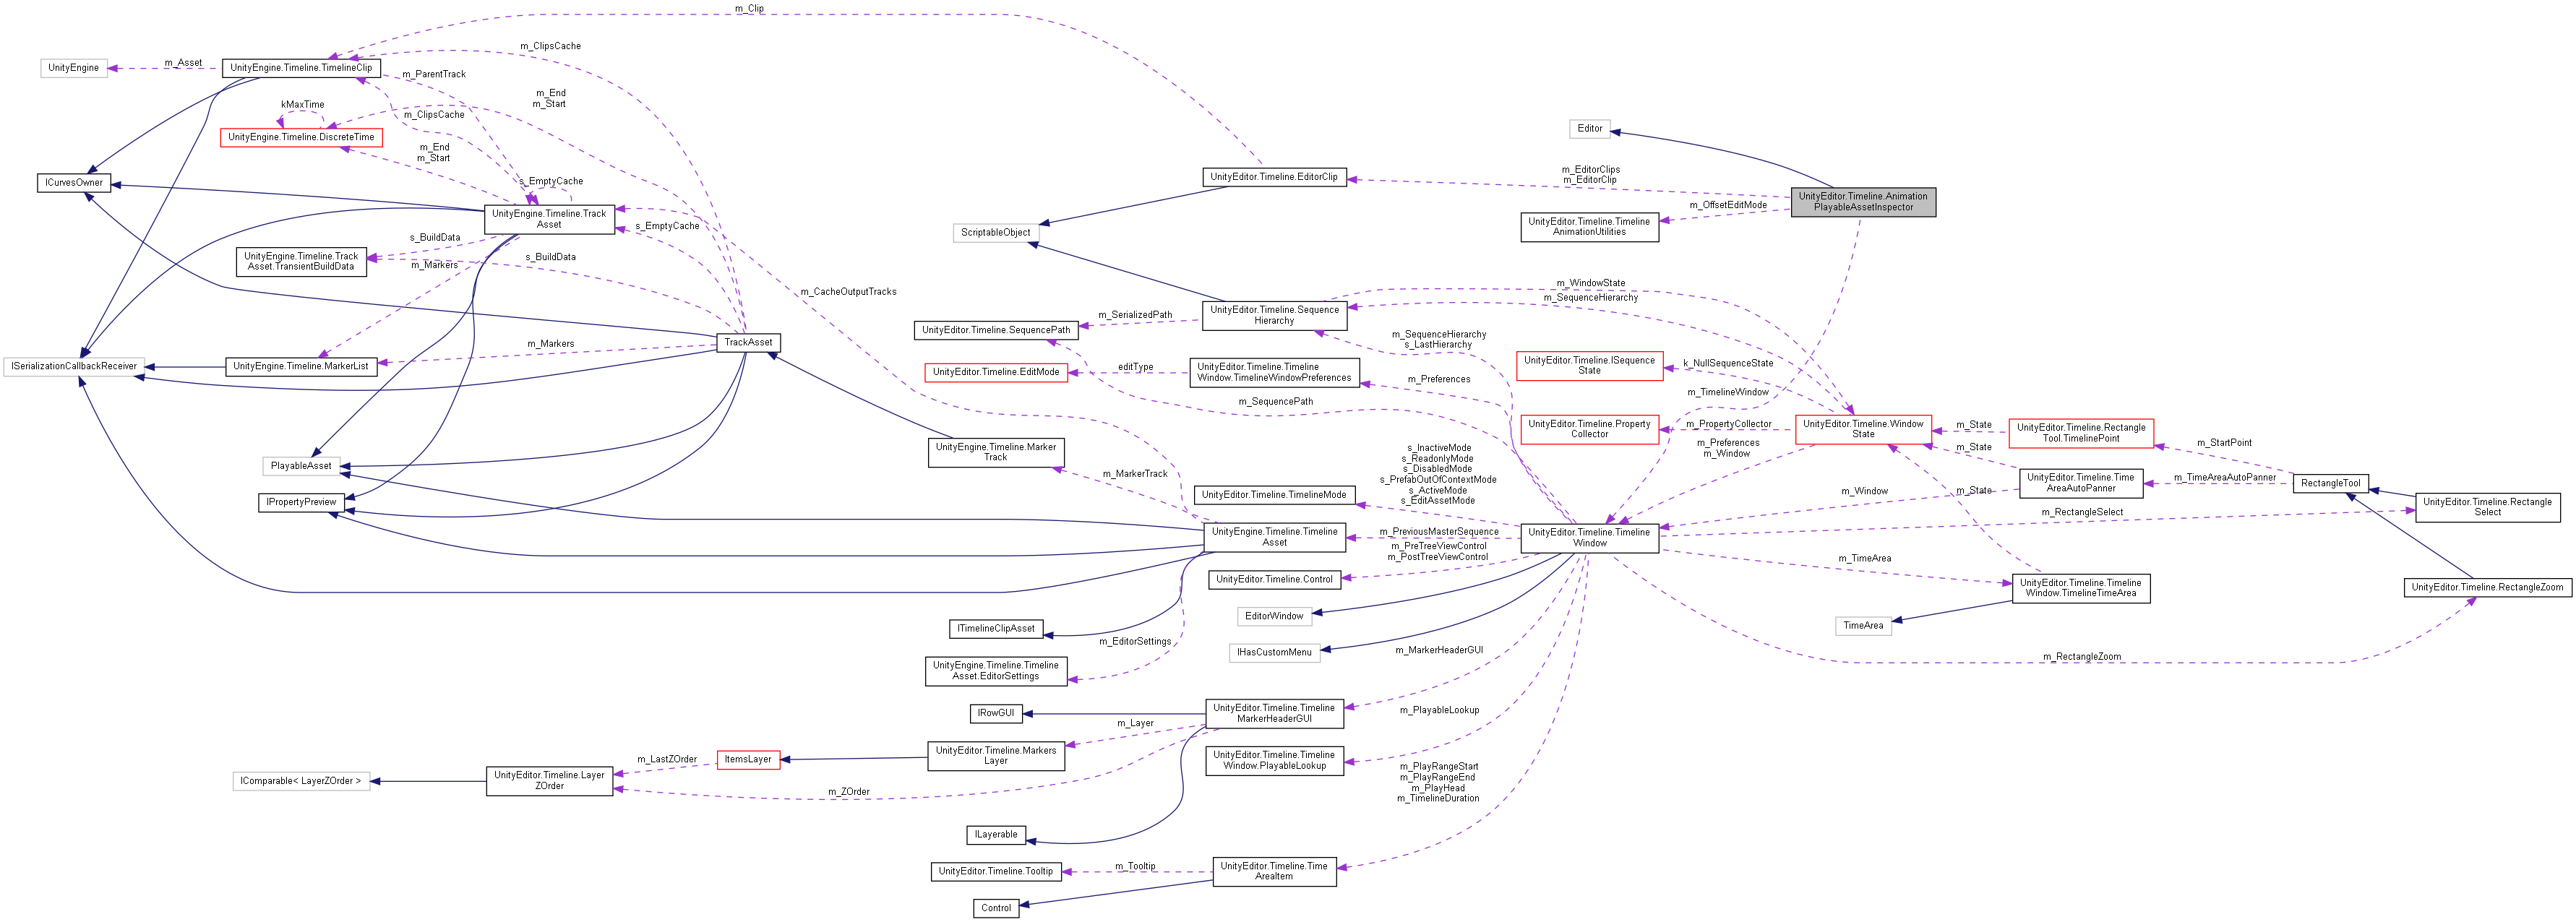 m_Clip
m_ClipsCache
UnityEngine
m_Asset
UnityEngine.Timeline.TimelineClip
m_ParentTrack
kMaxTime
m_End
m_Start
m_ClipsCache
UnityEngine.Timeline.DiscreteTime
Editor
m_End
m_Start
ICurvesOwner
s_EmptyCache
UnityEditor.Timeline.EditorClip
m_EditorClips
m_EditorClip
UnityEditor.Timeline.Animation
PlayableAssetInspector
m_OffsetEditMode
UnityEngine.Timeline.Track
Asset
s_EmptyCache
ScriptableObject
UnityEditor.Timeline.Timeline
AnimationUtilities
s_BuildData
UnityEngine.Timeline.Track
Asset.TransientBuildData
m_Markers
s_BuildData
m_CacheOutputTracks
m_WindowState
m_SequenceHierarchy
UnityEditor.Timeline.Sequence
Hierarchy
m_SerializedPath
UnityEditor.Timeline.SequencePath
m_SequenceHierarchy
s_LastHierarchy
TrackAsset
m_Markers
ISerializationCallbackReceiver
UnityEngine.Timeline.MarkerList
UnityEditor.Timeline.ISequence
State
k_NullSequenceState
editType
UnityEditor.Timeline.EditMode
UnityEditor.Timeline.Timeline
Window.TimelineWindowPreferences
m_Preferences
m_TimelineWindow
m_SequencePath
UnityEditor.Timeline.Property
Collector
m_PropertyCollector
UnityEditor.Timeline.Window
State
m_State
UnityEditor.Timeline.Rectangle
Tool.TimelinePoint
m_StartPoint
UnityEngine.Timeline.Marker
Track
m_Preferences
m_Window
m_State
PlayableAsset
m_MarkerTrack
s_InactiveMode
s_ReadonlyMode
s_DisabledMode
s_PrefabOutOfContextMode
s_ActiveMode
s_EditAssetMode
UnityEditor.Timeline.TimelineMode
m_Window
m_State
UnityEditor.Timeline.Time
AreaAutoPanner
m_TimeAreaAutoPanner
RectangleTool
IPropertyPreview
UnityEditor.Timeline.Rectangle
Select
m_RectangleSelect
UnityEngine.Timeline.Timeline
Asset
m_PreviousMasterSequence
UnityEditor.Timeline.Timeline
Window
m_PreTreeViewControl
m_PostTreeViewControl
m_TimeArea
UnityEditor.Timeline.Control
UnityEditor.Timeline.Timeline
Window.TimelineTimeArea
UnityEditor.Timeline.RectangleZoom
EditorWindow
ITimelineClipAsset
TimeArea
m_EditorSettings
IHasCustomMenu
m_MarkerHeaderGUI
m_RectangleZoom
UnityEngine.Timeline.Timeline
Asset.EditorSettings
IRowGUI
UnityEditor.Timeline.Timeline
MarkerHeaderGUI
m_PlayableLookup
m_Layer
UnityEditor.Timeline.Markers
Layer
ItemsLayer
m_LastZOrder
UnityEditor.Timeline.Timeline
Window.PlayableLookup
IComparable< LayerZOrder >
UnityEditor.Timeline.Layer
ZOrder
m_ZOrder
m_PlayRangeStart
m_PlayRangeEnd
m_PlayHead
m_TimelineDuration
ILayerable
m_Tooltip
UnityEditor.Timeline.Tooltip
UnityEditor.Timeline.Time
AreaItem
Control